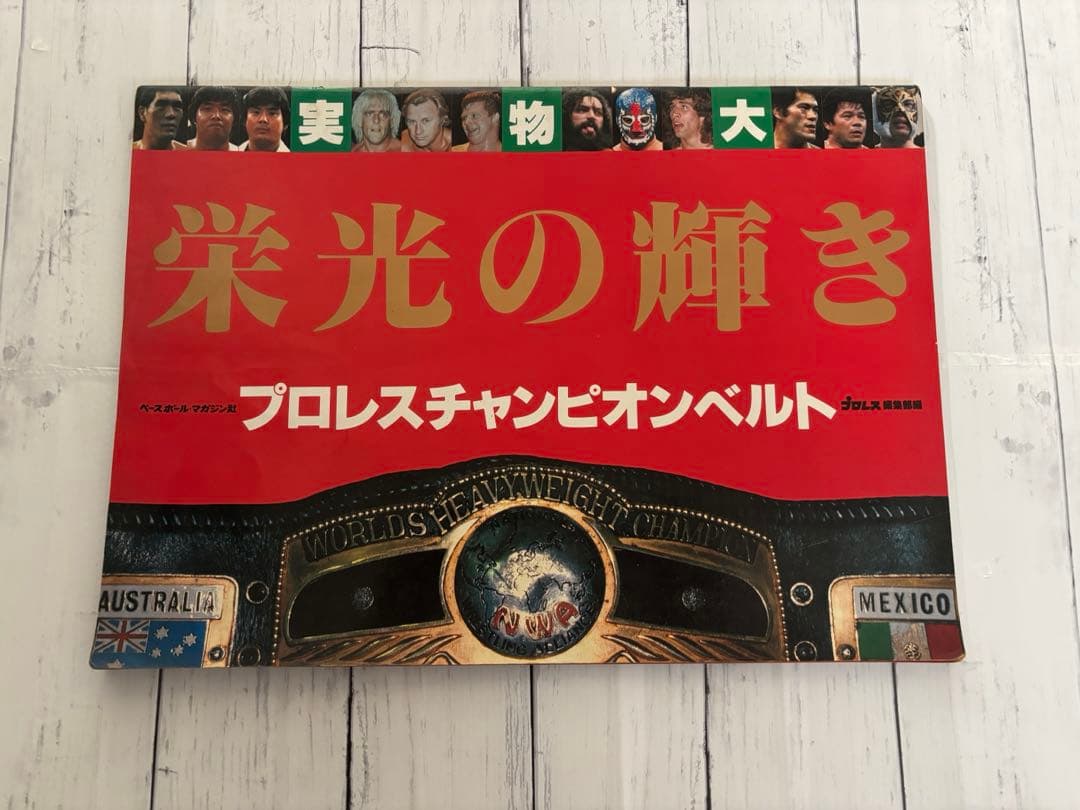 実物大
栄光の輝き
ベースボール・マガジン社 プロレスチャンピオンベルト プロレス編集部編
WORLDS HEAVYWEIGHT CHAMPION
AUSTRALIA
NWA
MEXICO